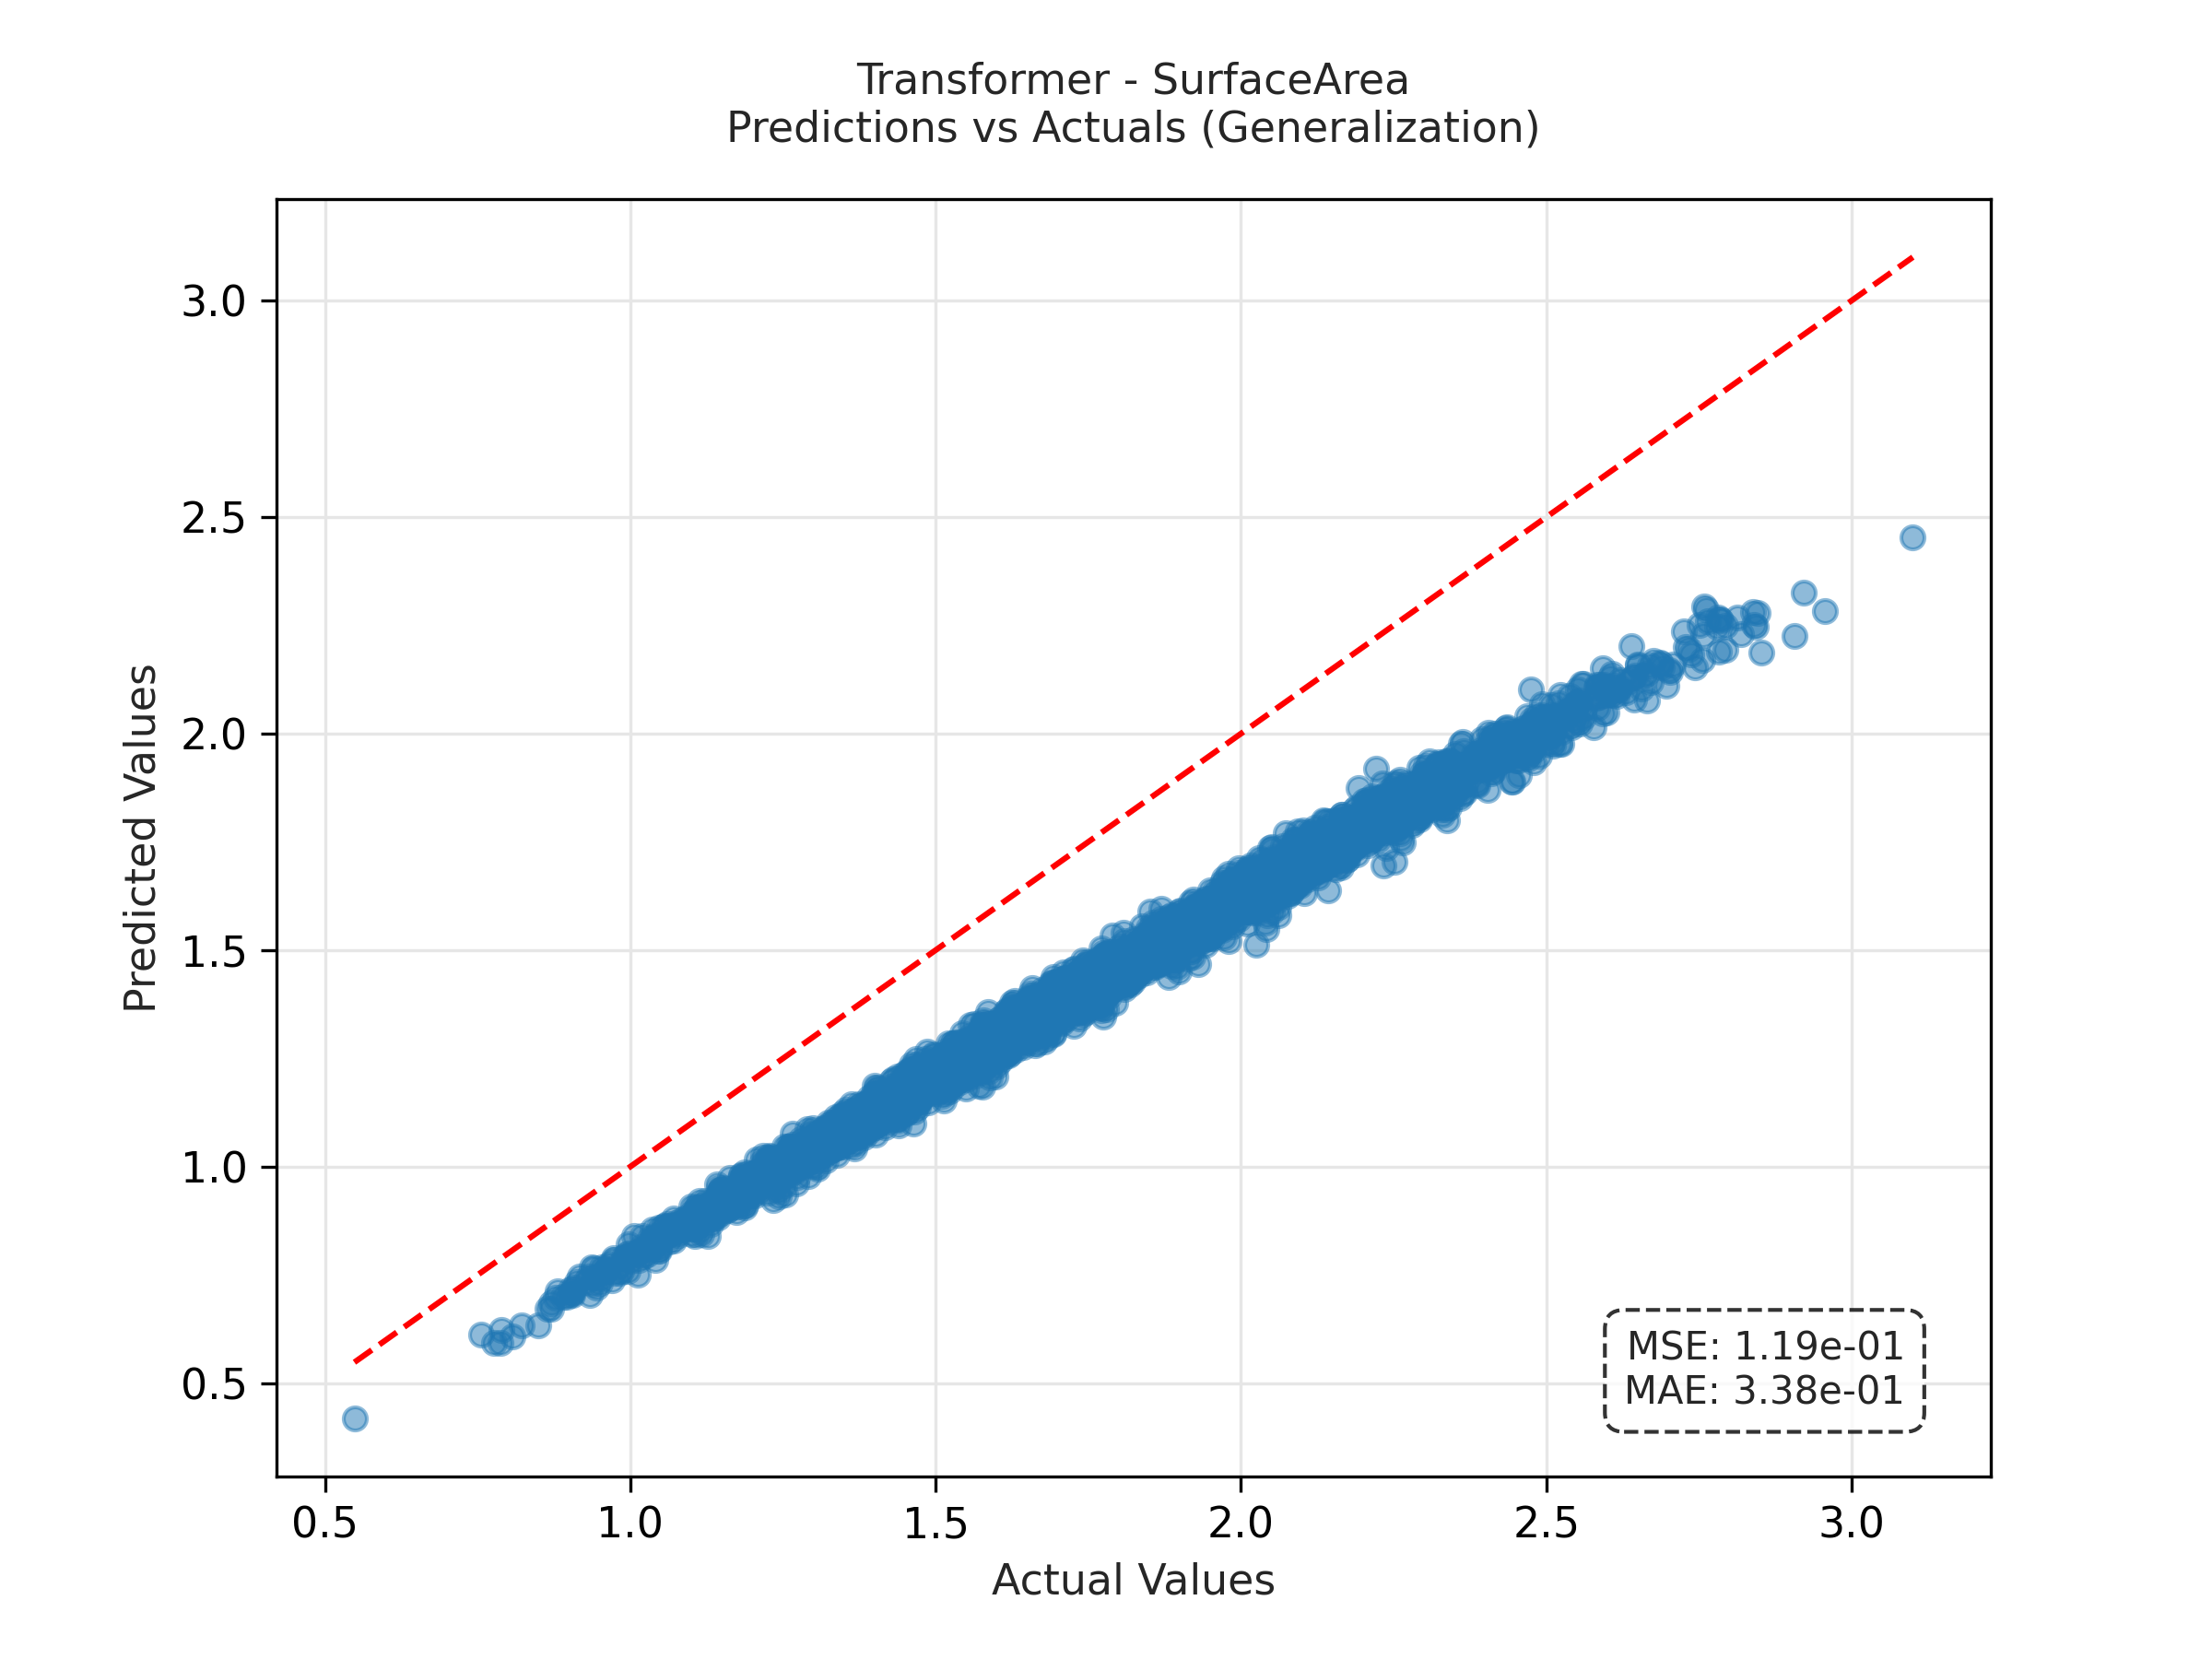 Transformer - SurfaceArea
Predictions vs Actuals (Generalization)
Predicted Values
3.0
2.5
2.0
1.5
1.0
0.5
MSE: 1.19e-01
MAE: 3.38e-01
0.5 1.0 1.5 2.0 2.5 3.0
Actual Values